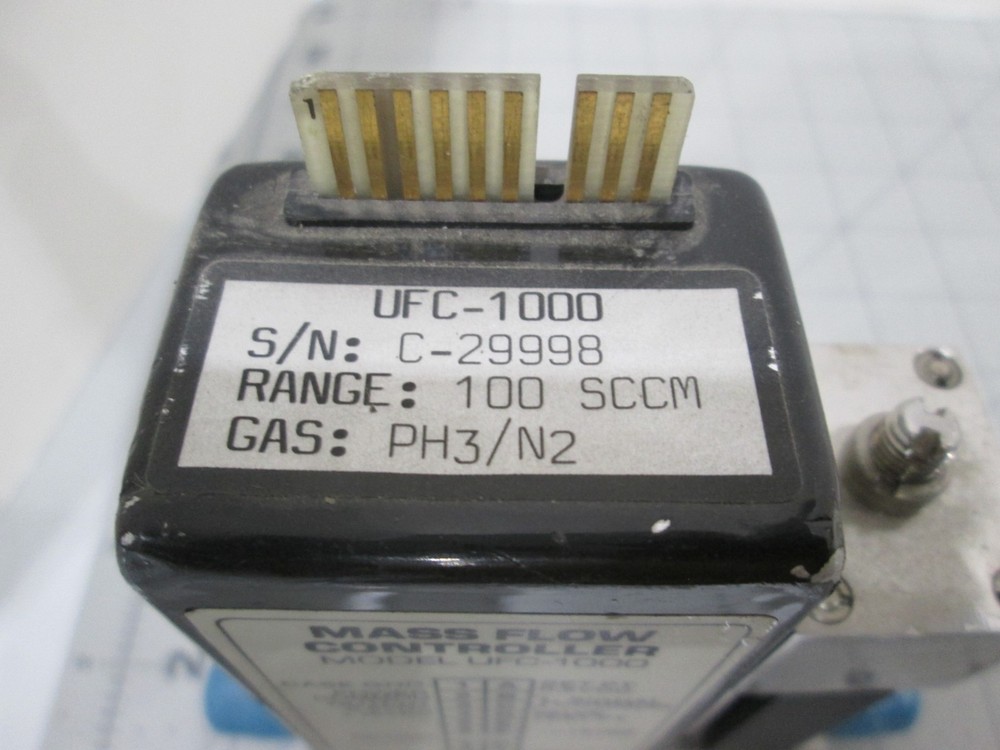 1
UFC-1000
S/N: C-29998
RANGE: 100 SCCM
GAS: PH3/N2
MASS FLOW
CONTROLLER
MODEL UFC-1000